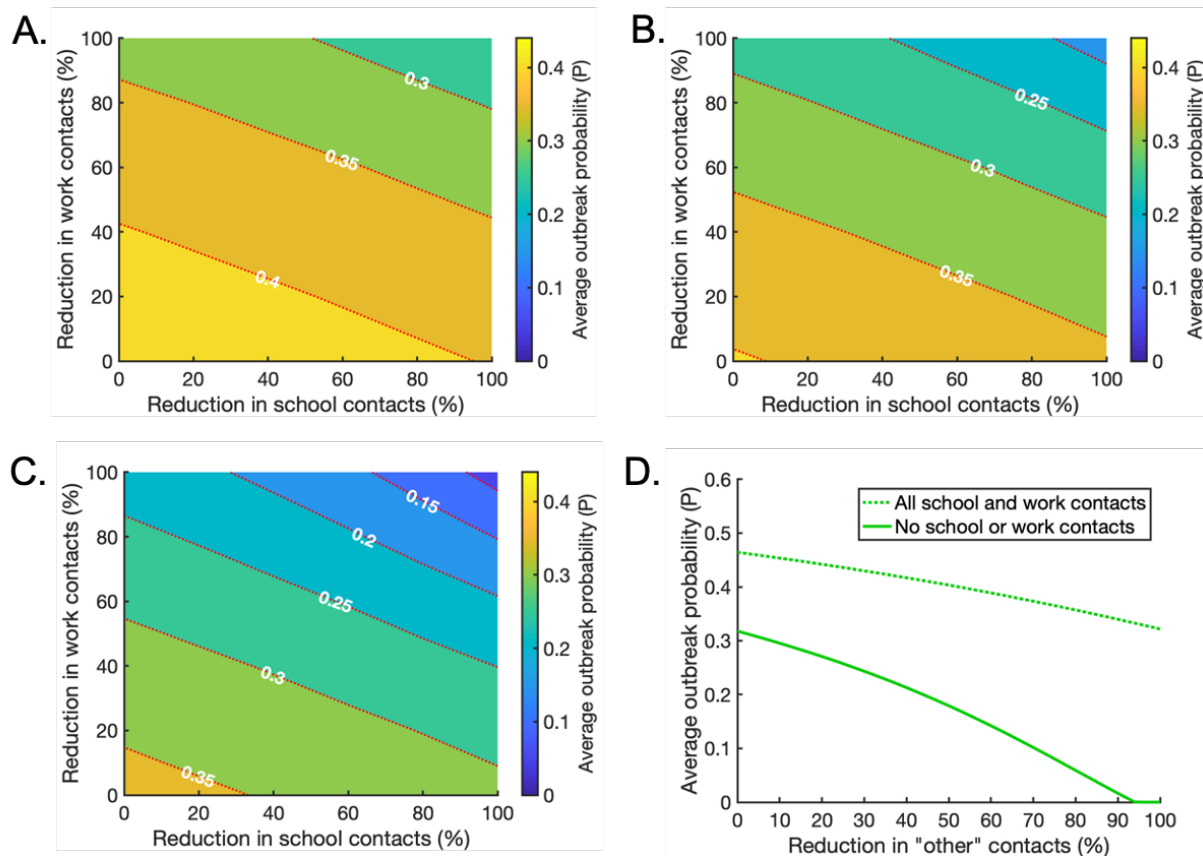 A.
100
80
60
40
20
0
Reduction in work contacts (%)
0 20 40 60 80 100
Reduction in school contacts (%)
0.3
0.35
0.4
0.4
0.3
0.2
0.1
0
Average outbreak probability (P)
B.
100
80
60
40
20
0
Reduction in work contacts (%)
0 20 40 60 80 100
Reduction in school contacts (%)
0.25
0.3
0.35
0.4
0.3
0.2
0.1
0
Average outbreak probability (P)
C.
100
80
60
40
20
0
Reduction in work contacts (%)
0 20 40 60 80 100
Reduction in school contacts (%)
0.15
0.2
0.25
0.3
0.35
0.4
0.3
0.2
0.1
0
Average outbreak probability (P)
D.
0.6
0.5
0.4
0.3
0.2
0.1
0
Average outbreak probability (P)
All school and work contacts
No school or work contacts
0 10 20 30 40 50 60 70 80 90 100
Reduction in "other" contacts (%)